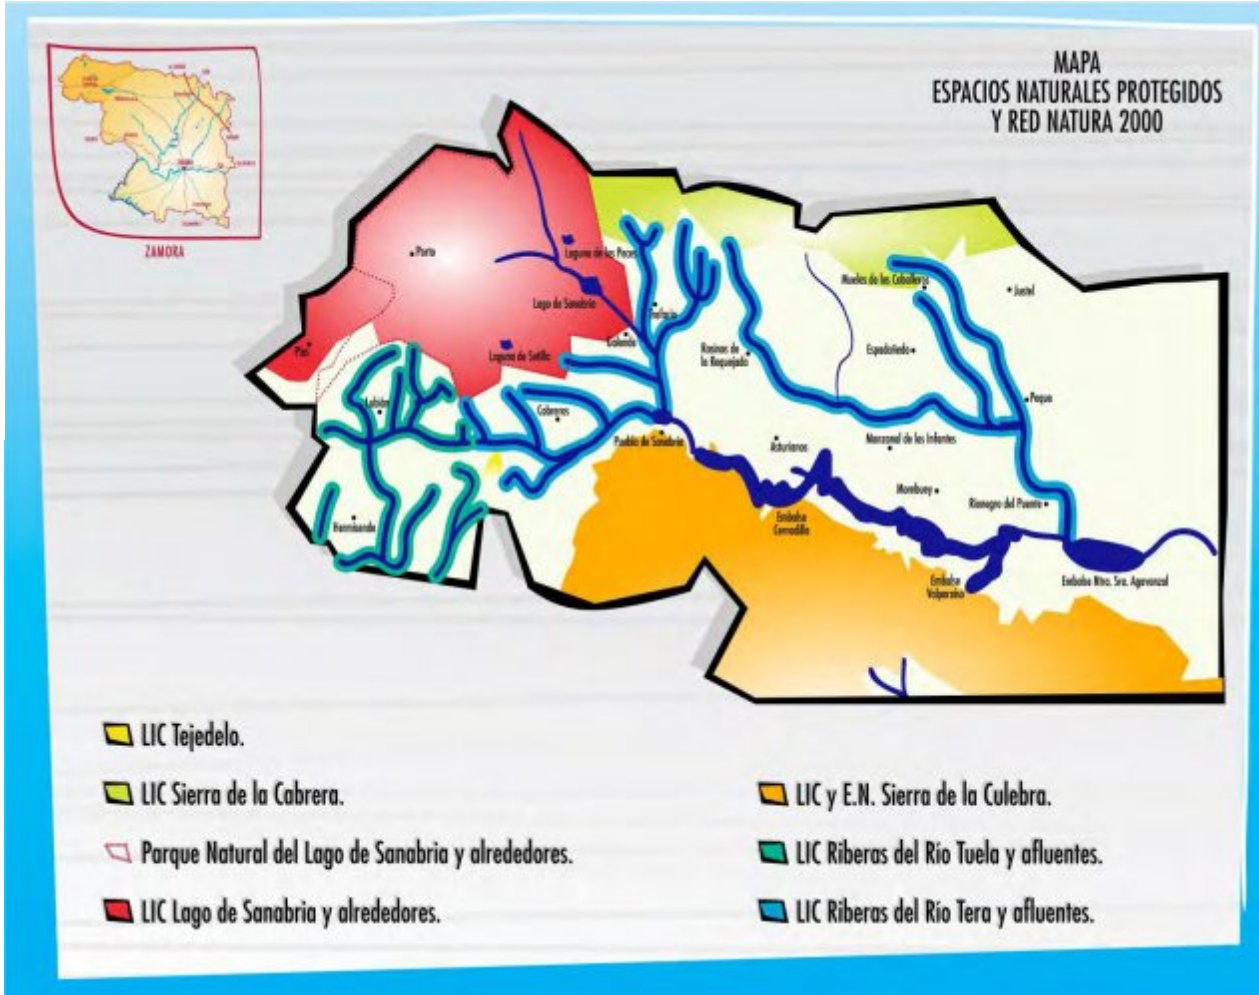 MAPA
ESPACIOS NATURALES PROTEGIDOS
Y RED NATURA 2000
ZAMORA
Porto
Laguna de los Peces
Lago de Sanabria
Mueles de los Caballeros
Justel
Galende
Pías
Laguna de Sotillo
Rosinos de
la Requejada
Espadañedo
Lubián
Cobreros
Peque
Puebla de Sanabria
Asturianos
Manzanal de los Infantes
Mombuey
Rionegro del Puente
Hermisende
Embalse
Cernadilla
Embalse
Valparaíso
Embalse Ntra. Sra. Agavanzal
LIC Tejedelo.
LIC Sierra de la Cabrera.
Parque Natural del Lago de Sanabria y alrededores.
LIC Lago de Sanabria y alrededores.
LIC y E.N. Sierra de la Culebra.
LIC Riberas del Río Tuela y afluentes.
LIC Riberas del Río Tera y afluentes.